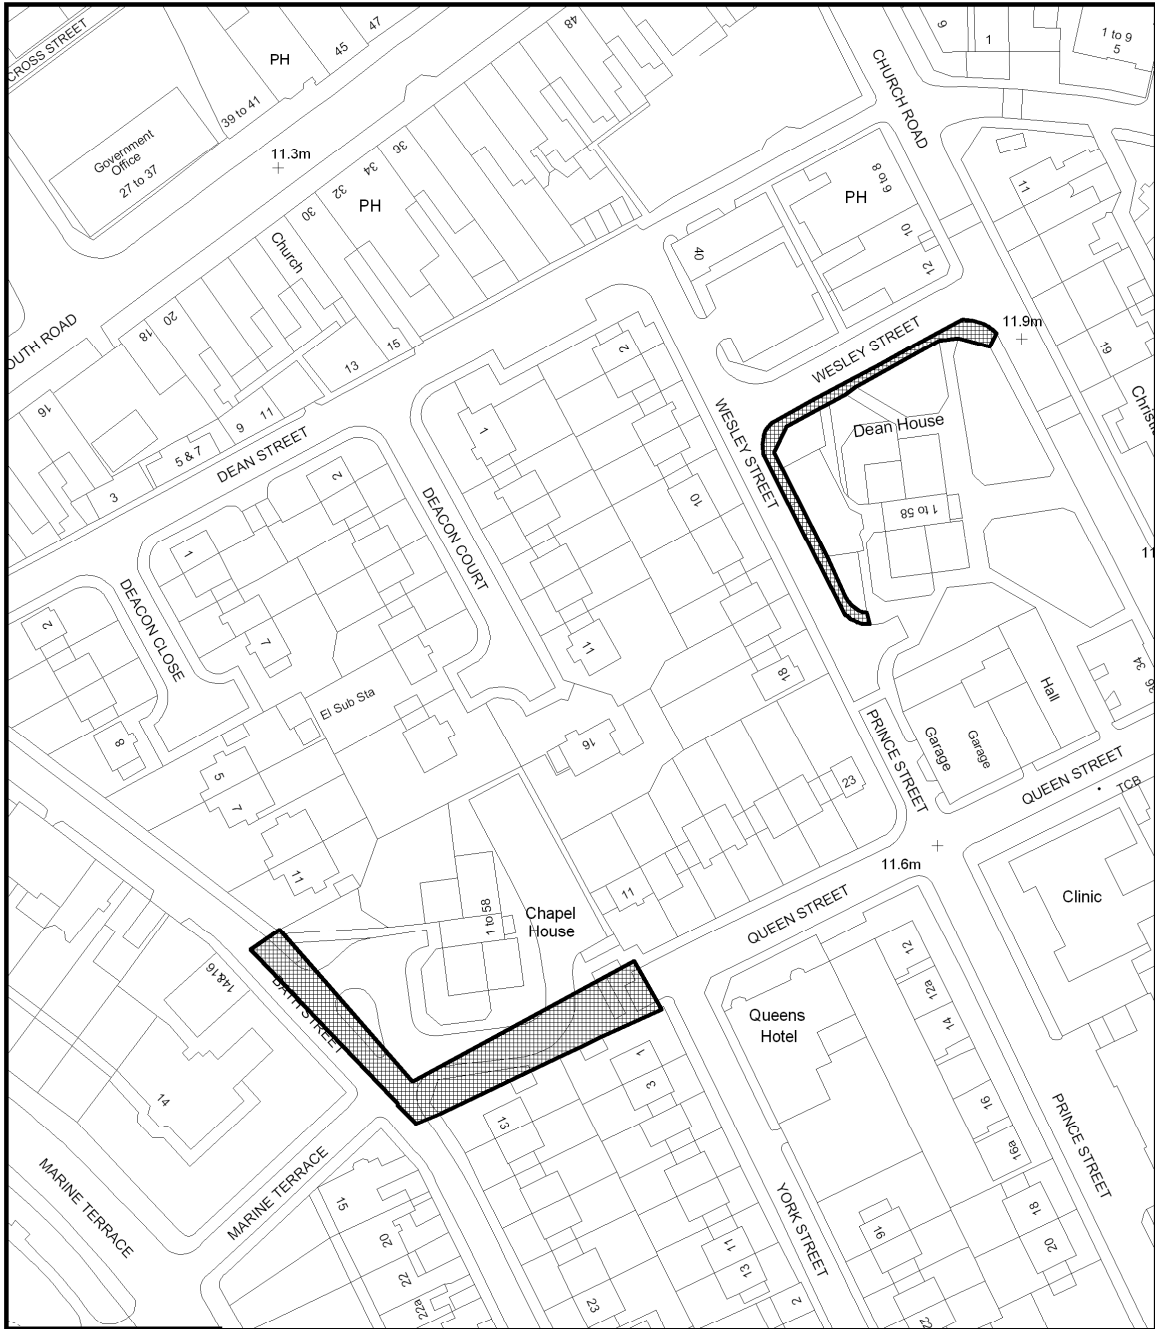 CROSS STREET
PH
45
47
48
39 to 41
Government
Office
27 to 37
11.3m
36
34
32
30
PH
Church
20
18
16
OUTH ROAD
15
13
11
9
5 & 7
3
DEAN STREET
9
1
1 to 9
5
CHURCH ROAD
PH
6 to 8
10
12
40
11
19
Christ
11.9m
WESLEY STREET
WESLEY STREET
Dean House
1 to 58
11
2
10
18
11
16
23
11
1
DEACON COURT
2
1
7
DEACON CLOSE
2
8
El Sub Sta
5
7
11
PRINCE STREET
Garage
Garage
Hall
34
36
QUEEN STREET
TCB
11.6m
Clinic
QUEEN STREET
Chapel
House
1 to 58
BATH STREET
14&16
14
MARINE TERRACE
MARINE TERRACE
15
20
22
22a
13
23
1
3
11
13
2
Queens
Hotel
12
12a
14
16
16a
18
20
16
22
YORK STREET
PRINCE STREET